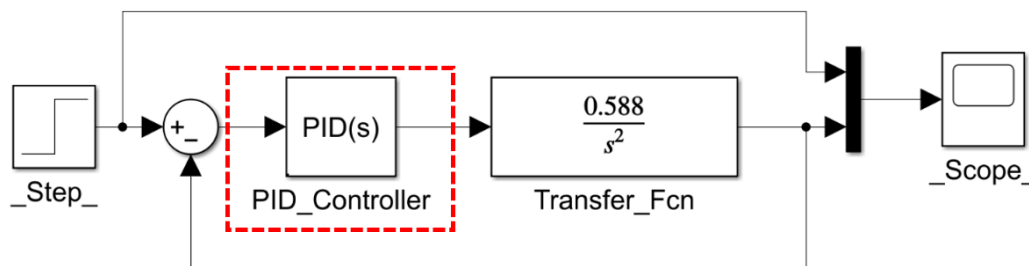 PID(s)
0.588
s²
+
−
_Step_
PID_Controller
Transfer_Fcn
_Scope_